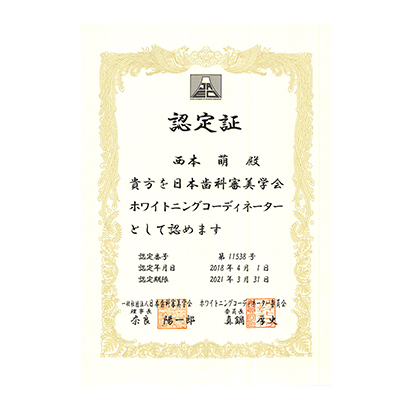 認定証
西本 萌 殿
貴方を日本歯科審美学会
ホワイトニングコーディネーター
として認めます
認定番号 第11538号
認定年月日 2018年4月1日
認定期限 2021年3月31日
一般社団法人日本歯科審美学会 ホワイトニングコーディネーター委員会
理事長 委員長
奈良 陽一郎 真鍋 厚史